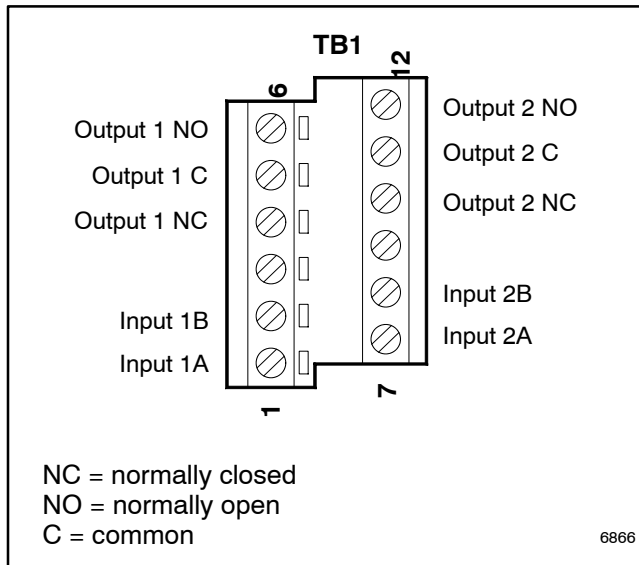 TB1
6
12
Output 1 NO
Output 1 C
Output 1 NC
Input 1B
Input 1A
Output 2 NO
Output 2 C
Output 2 NC
Input 2B
Input 2A
1
7
NC = normally closed
NO = normally open
C = common
6866